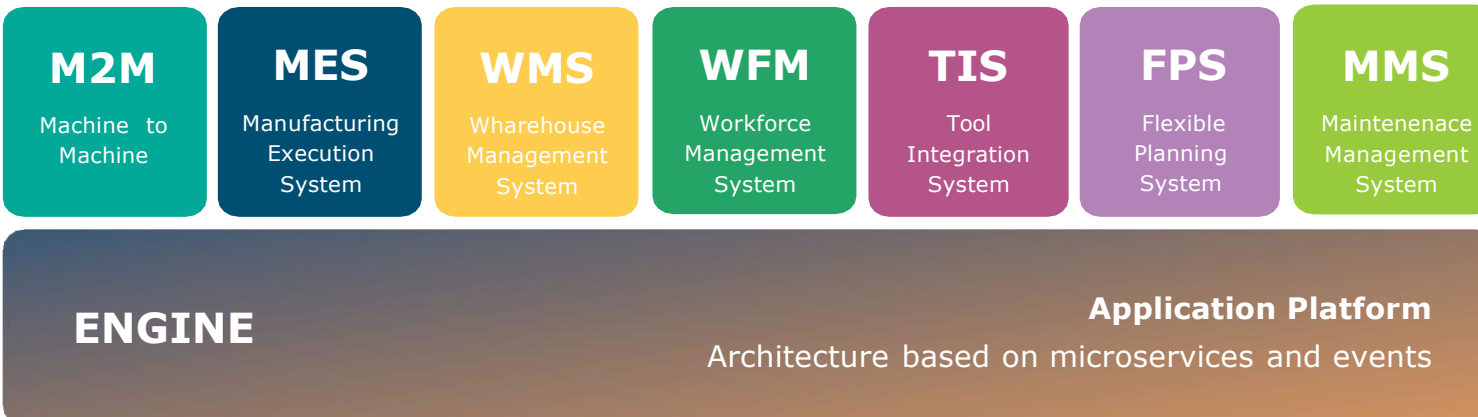 M2M
Machine to
Machine
MES
Manufacturing
Execution
System
WMS
Wharehouse
Management
System
WFM
Workforce
Management
System
TIS
Tool
Integration
System
FPS
Flexible
Planning
System
MMS
Maintenenace
Management
System
ENGINE
Application Platform
Architecture based on microservices and events